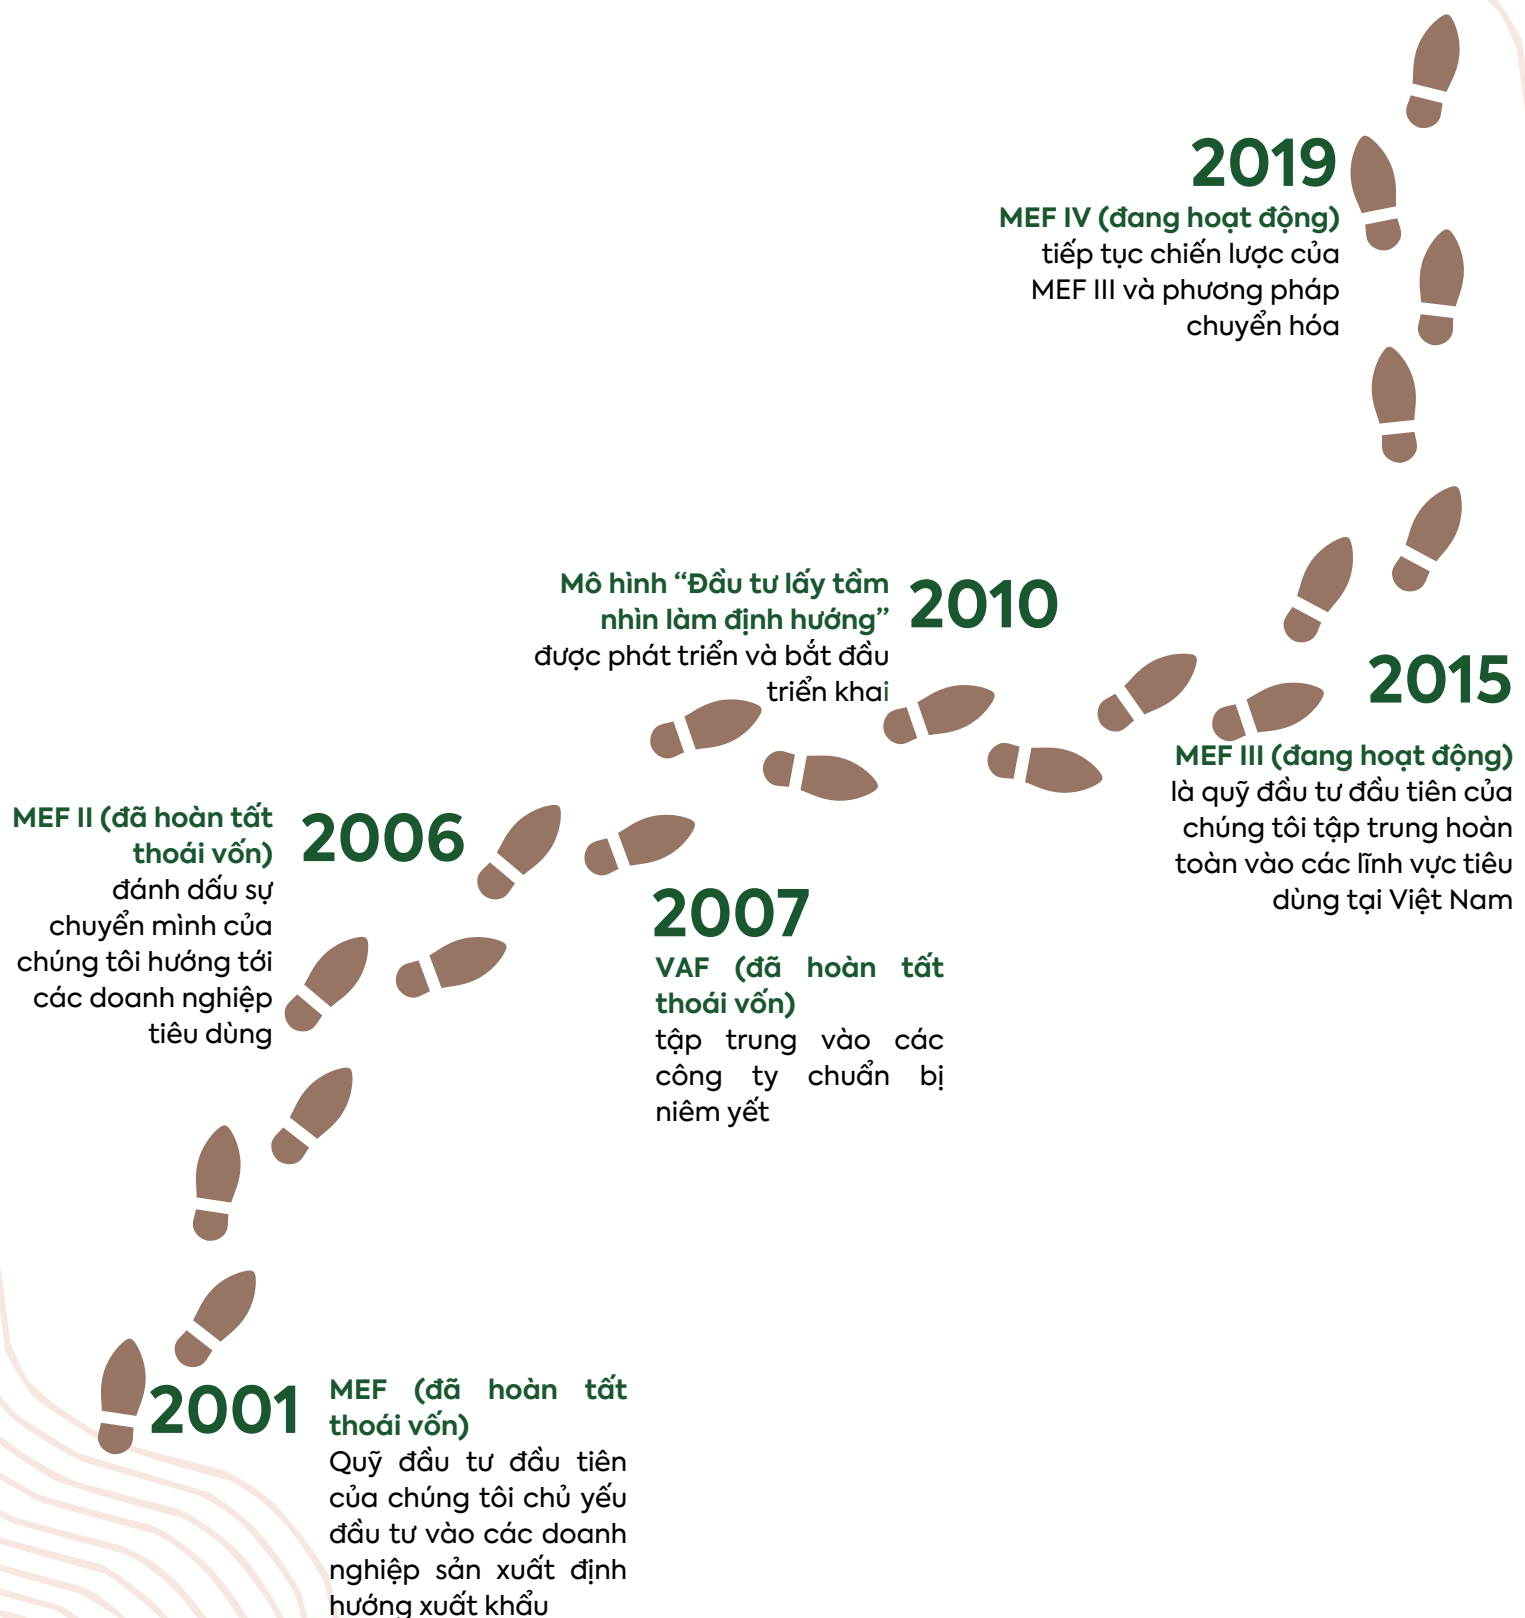 2019
MEF IV (đang hoạt động)
tiếp tục chiến lược của
MEF III và phương pháp
chuyển hóa
Mô hình “Đầu tư lấy tầm
nhìn làm định hướng”
được phát triển và bắt đầu
triển khai
2010
2015
MEF III (đang hoạt động)
là quỹ đầu tư đầu tiên của
chúng tôi tập trung hoàn
toàn vào các lĩnh vực tiêu
dùng tại Việt Nam
MEF II (đã hoàn tất
thoái vốn)
đánh dấu sự
chuyển mình của
chúng tôi hướng tới
các doanh nghiệp
tiêu dùng
2006
2007
VAF (đã hoàn tất
thoái vốn)
tập trung vào các
công ty chuẩn bị
niêm yết
2001
MEF (đã hoàn tất
thoái vốn)
Quỹ đầu tư đầu tiên
của chúng tôi chủ yếu
đầu tư vào các doanh
nghiệp sản xuất định
hướng xuất khẩu